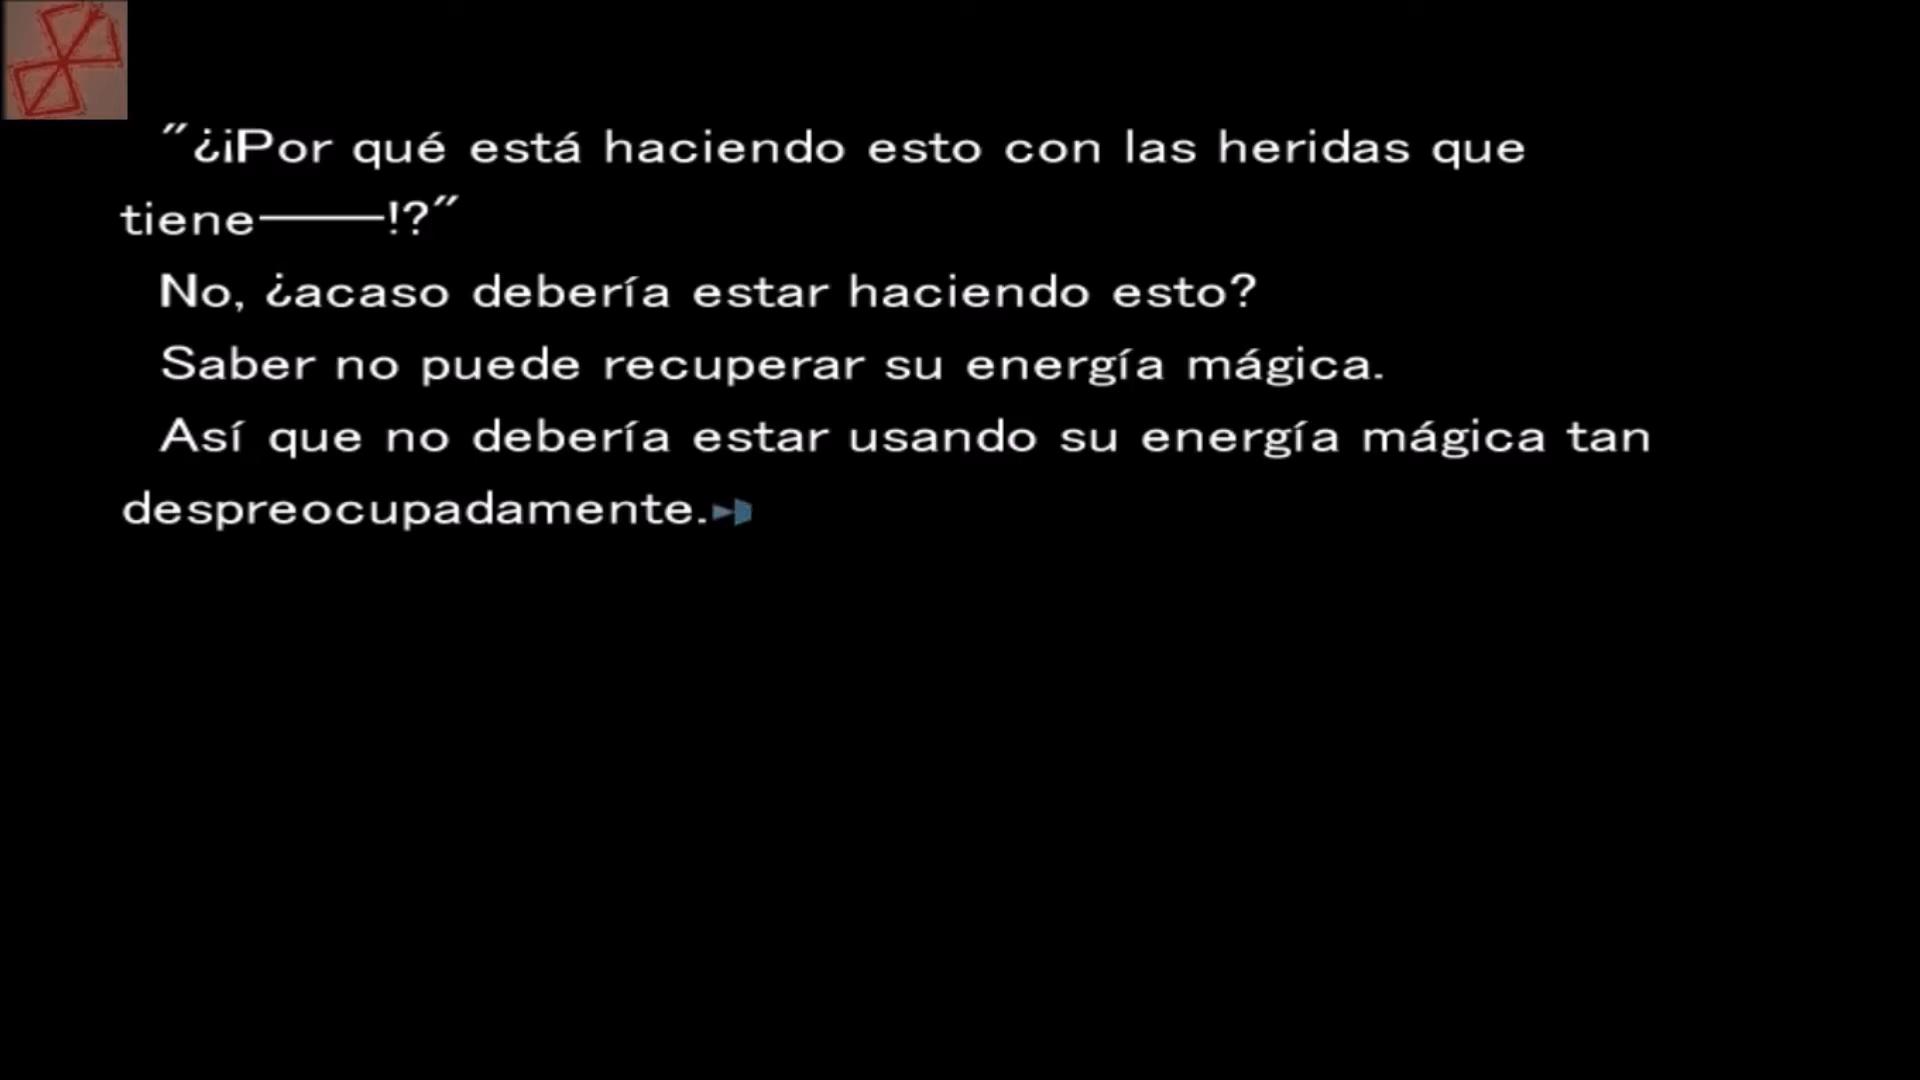 "¿¡Por qué está haciendo esto con las heridas que
tiene———!?"
No, ¿acaso debería estar haciendo esto?
Saber no puede recuperar su energía mágica.
Así que no debería estar usando su energía mágica tan
despreocupadamente.